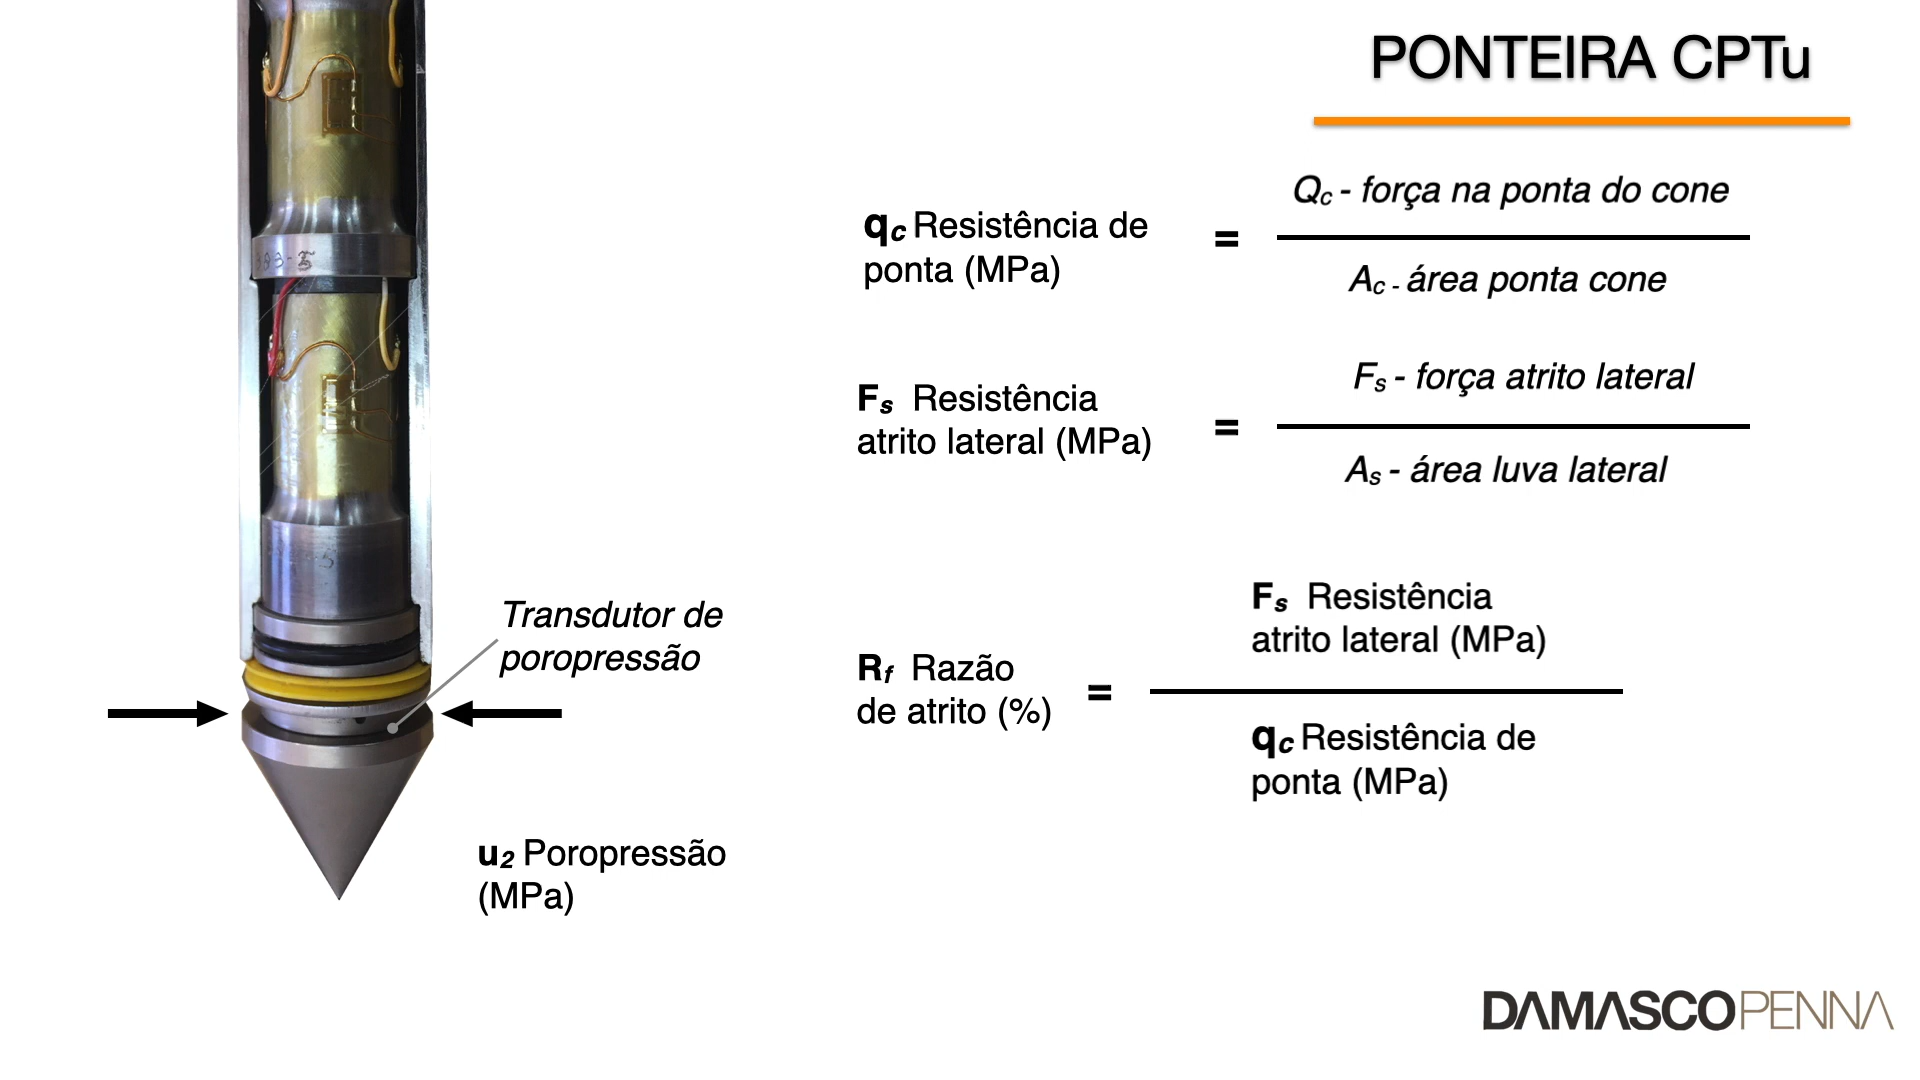 PONTEIRA CPTu
qc Resistência de
ponta (MPa)
=
Qc - força na ponta do cone
Ac - área ponta cone
Fs Resistência
atrito lateral (MPa)
=
Fs - força atrito lateral
As - área luva lateral
Transdutor de
poropressão
Rf Razão
de atrito (%)
=
Fs Resistência
atrito lateral (MPa)
qc Resistência de
ponta (MPa)
u2 Poropressão
(MPa)
DAMASCOPENNA